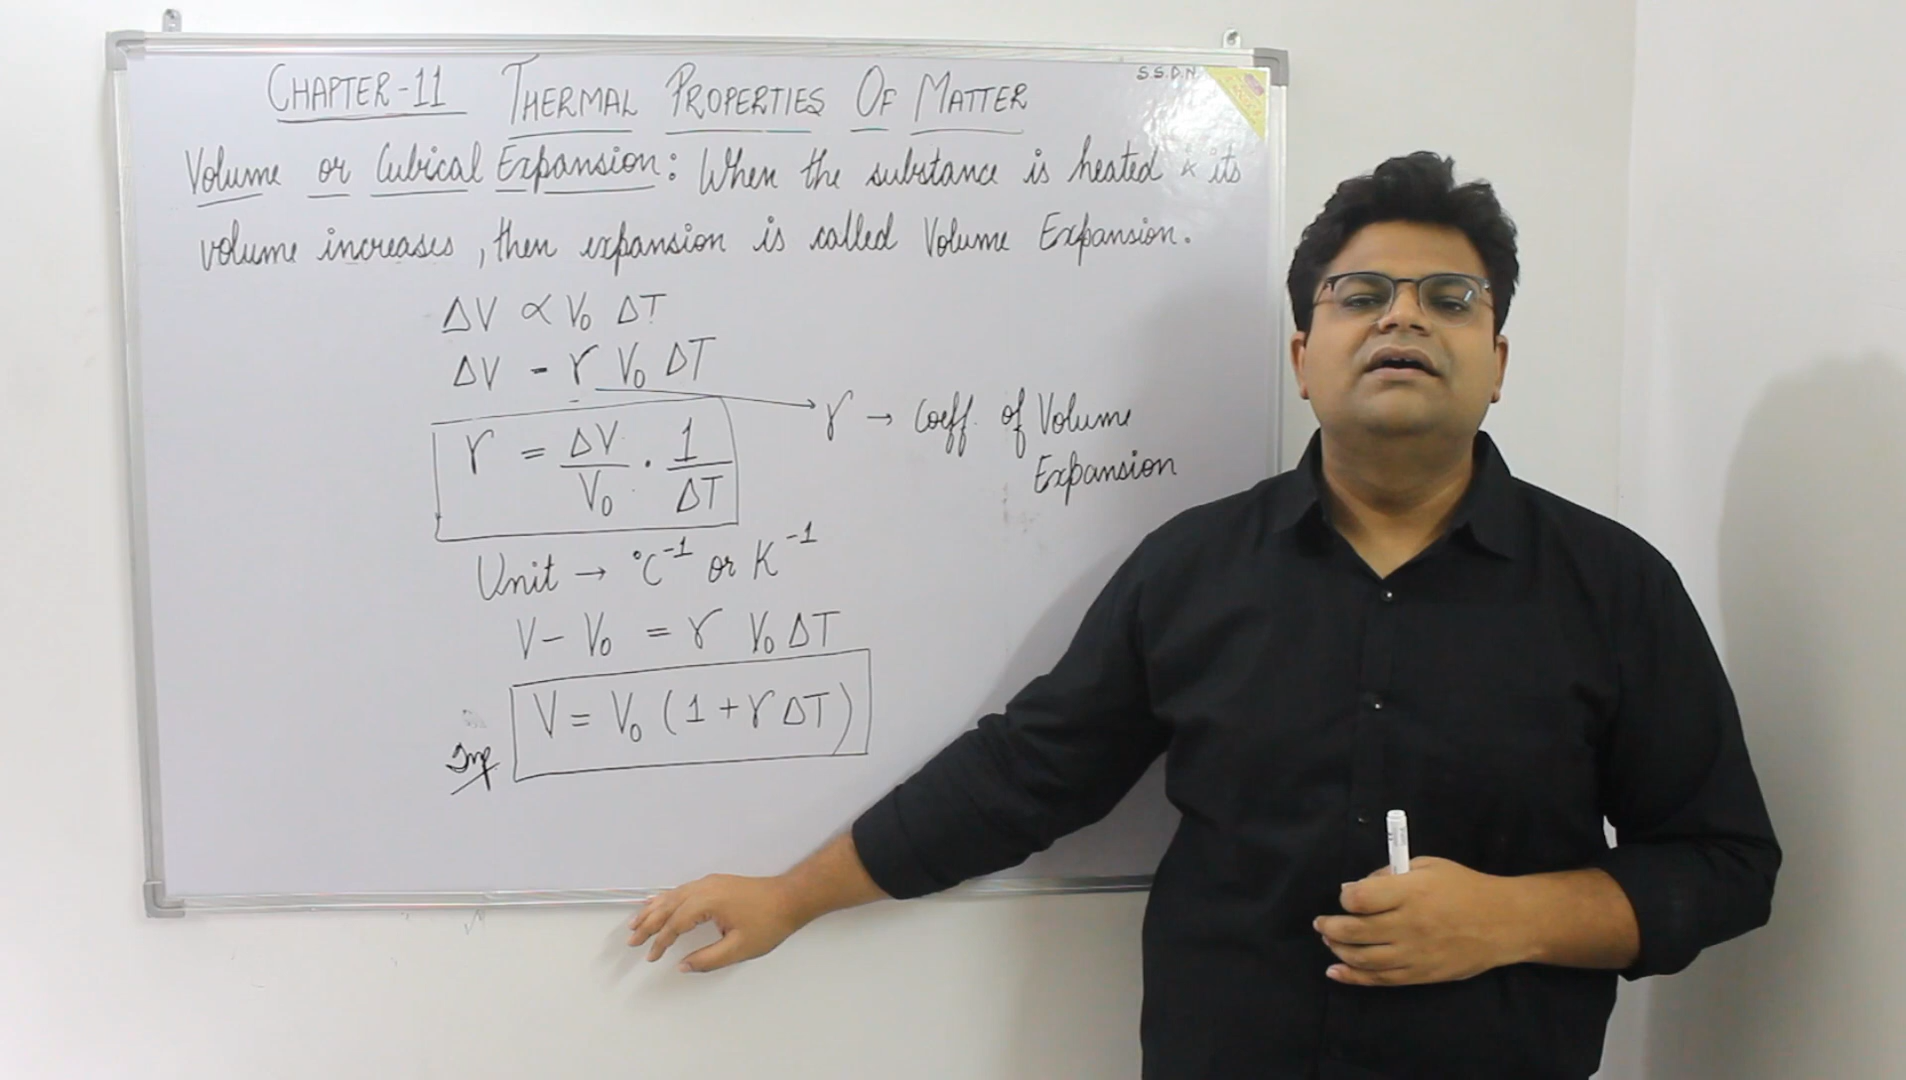 S.S.D.N
CHAPTER-11 THERMAL PROPERTIES OF MATTER
Volume or Cubical Expansion: When the substance is heated & its
volume increases, then expansion is called Volume Expansion.
ΔV ∝ V₀ ΔT
ΔV = γ V₀ ΔT
γ → Coeff. of Volume
Expansion
γ = ΔV/V₀ · 1/ΔT
Unit → °C⁻¹ or K⁻¹
V - V₀ = γ V₀ ΔT
Imp V = V₀ (1 + γ ΔT)